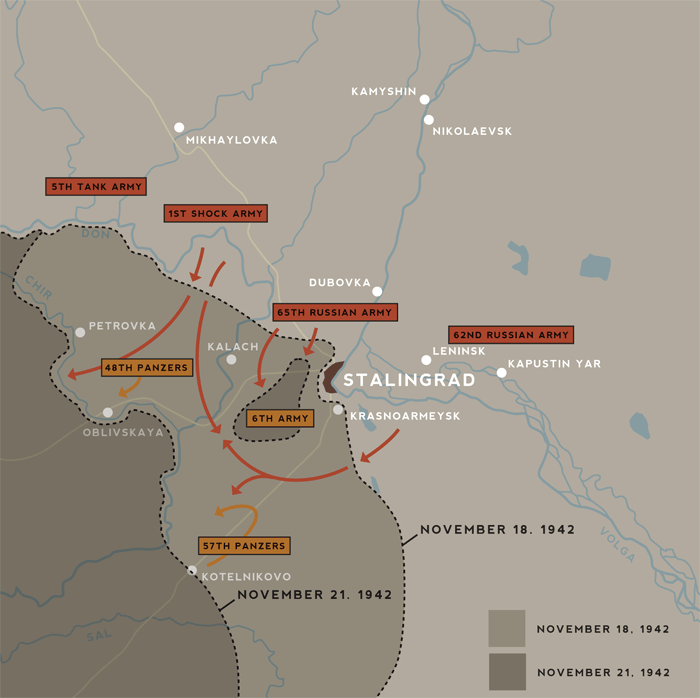 KAMYSHIN
NIKOLAEVSK
MIKHAYLOVKA
5TH TANK ARMY
1ST SHOCK ARMY
DON
CHIR
DUBOVKA
65TH RUSSIAN ARMY
PETROVKA
62ND RUSSIAN ARMY
KALACH
LENINSK
48TH PANZERS
KAPUSTIN YAR
STALINGRAD
6TH ARMY
KRASNOARMEYSK
OBLIVSKAYA
NOVEMBER 18. 1942
VOLGA
57TH PANZERS
KOTELNIKOVO
NOVEMBER 21. 1942
SAL
NOVEMBER 18, 1942
NOVEMBER 21, 1942